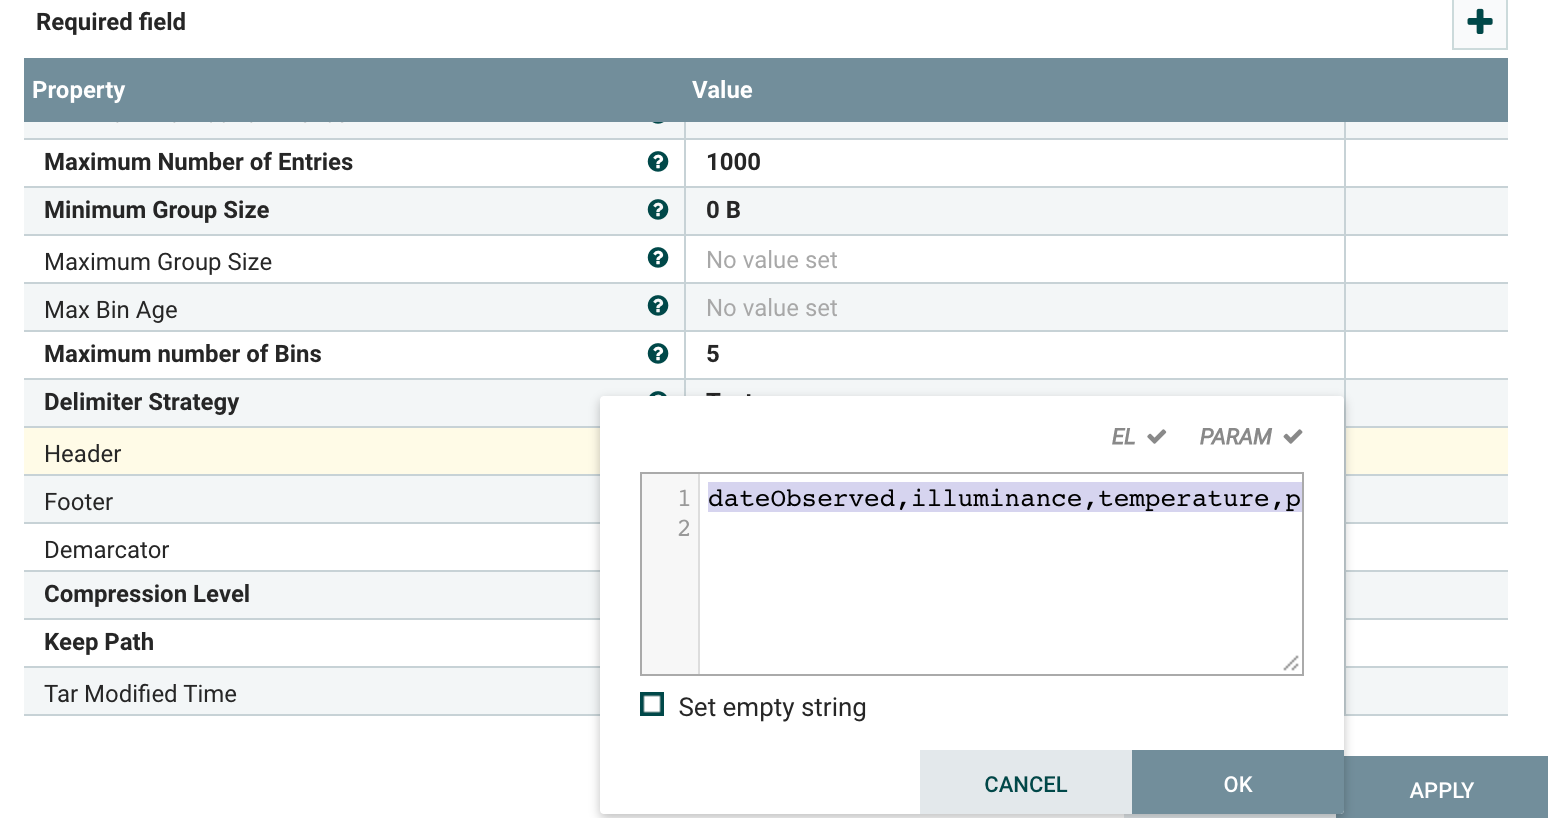 Required field
Property Value
Maximum Number of Entries ? 1000
Minimum Group Size ? 0 B
Maximum Group Size ? No value set
Max Bin Age ? No value set
Maximum number of Bins ? 5
Delimiter Strategy
EL PARAM
Header
1 dateObserved,illuminance,temperature,p
Footer
2
Demarcator
Compression Level
Keep Path
Tar Modified Time
Set empty string
CANCEL OK APPLY